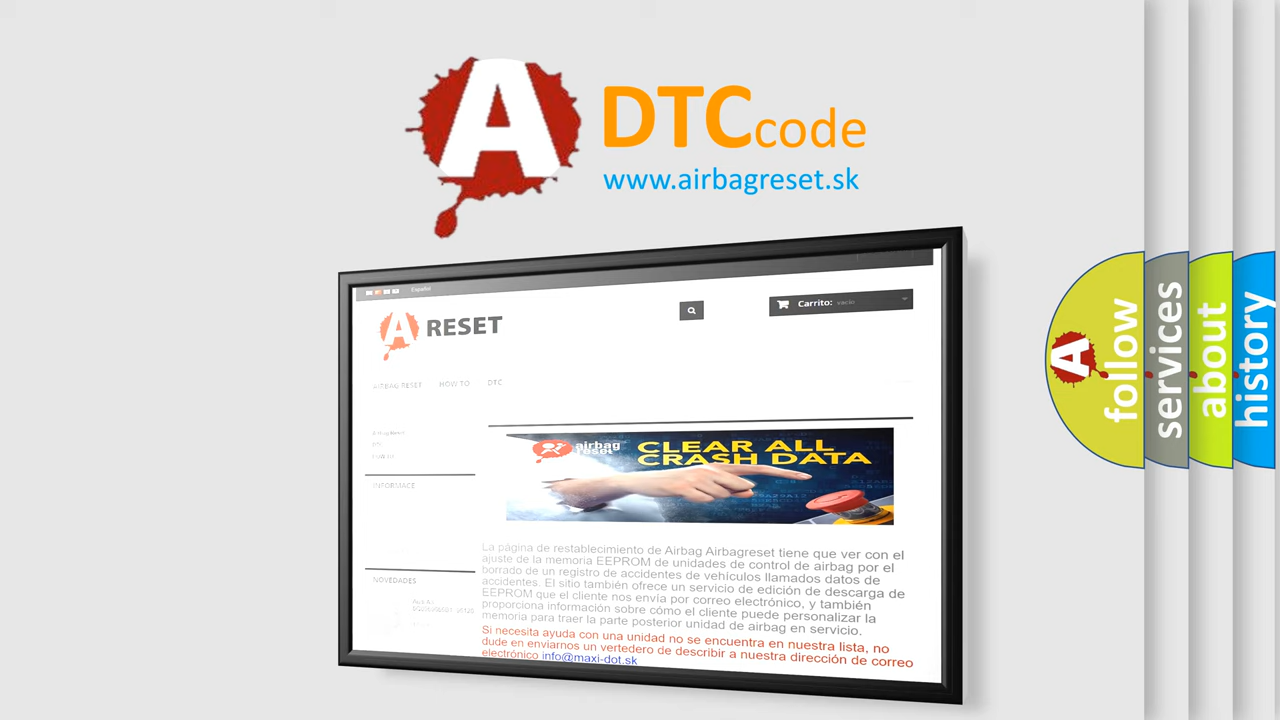 A
DTCcode
www.airbagreset.sk
Español
A RESET
Carrito: vacío
AIRBAG RESET HOW TO DTC
INFORMACE
NOVEDADES
airbag
reset
CLEAR ALL
CRASH DATA
La página de restablecimiento de Airbag Airbagreset tiene que ver con el
ajuste de la memoria EEPROM de unidades de control de airbag por el
borrado de un registro de accidentes de vehículos llamados datos de
accidentes. El sitio también ofrece un servicio de edición de descarga de
EEPROM que el cliente nos envía por correo electrónico, y también
proporciona información sobre cómo el cliente puede personalizar la
memoria para traer la parte posterior unidad de airbag en servicio.
Si necesita ayuda con una unidad no se encuentra en nuestra lista, no
dude en enviarnos un vertedero de describir a nuestra dirección de correo
electrónico info@maxi-dot.sk
A
follow
services
about
history